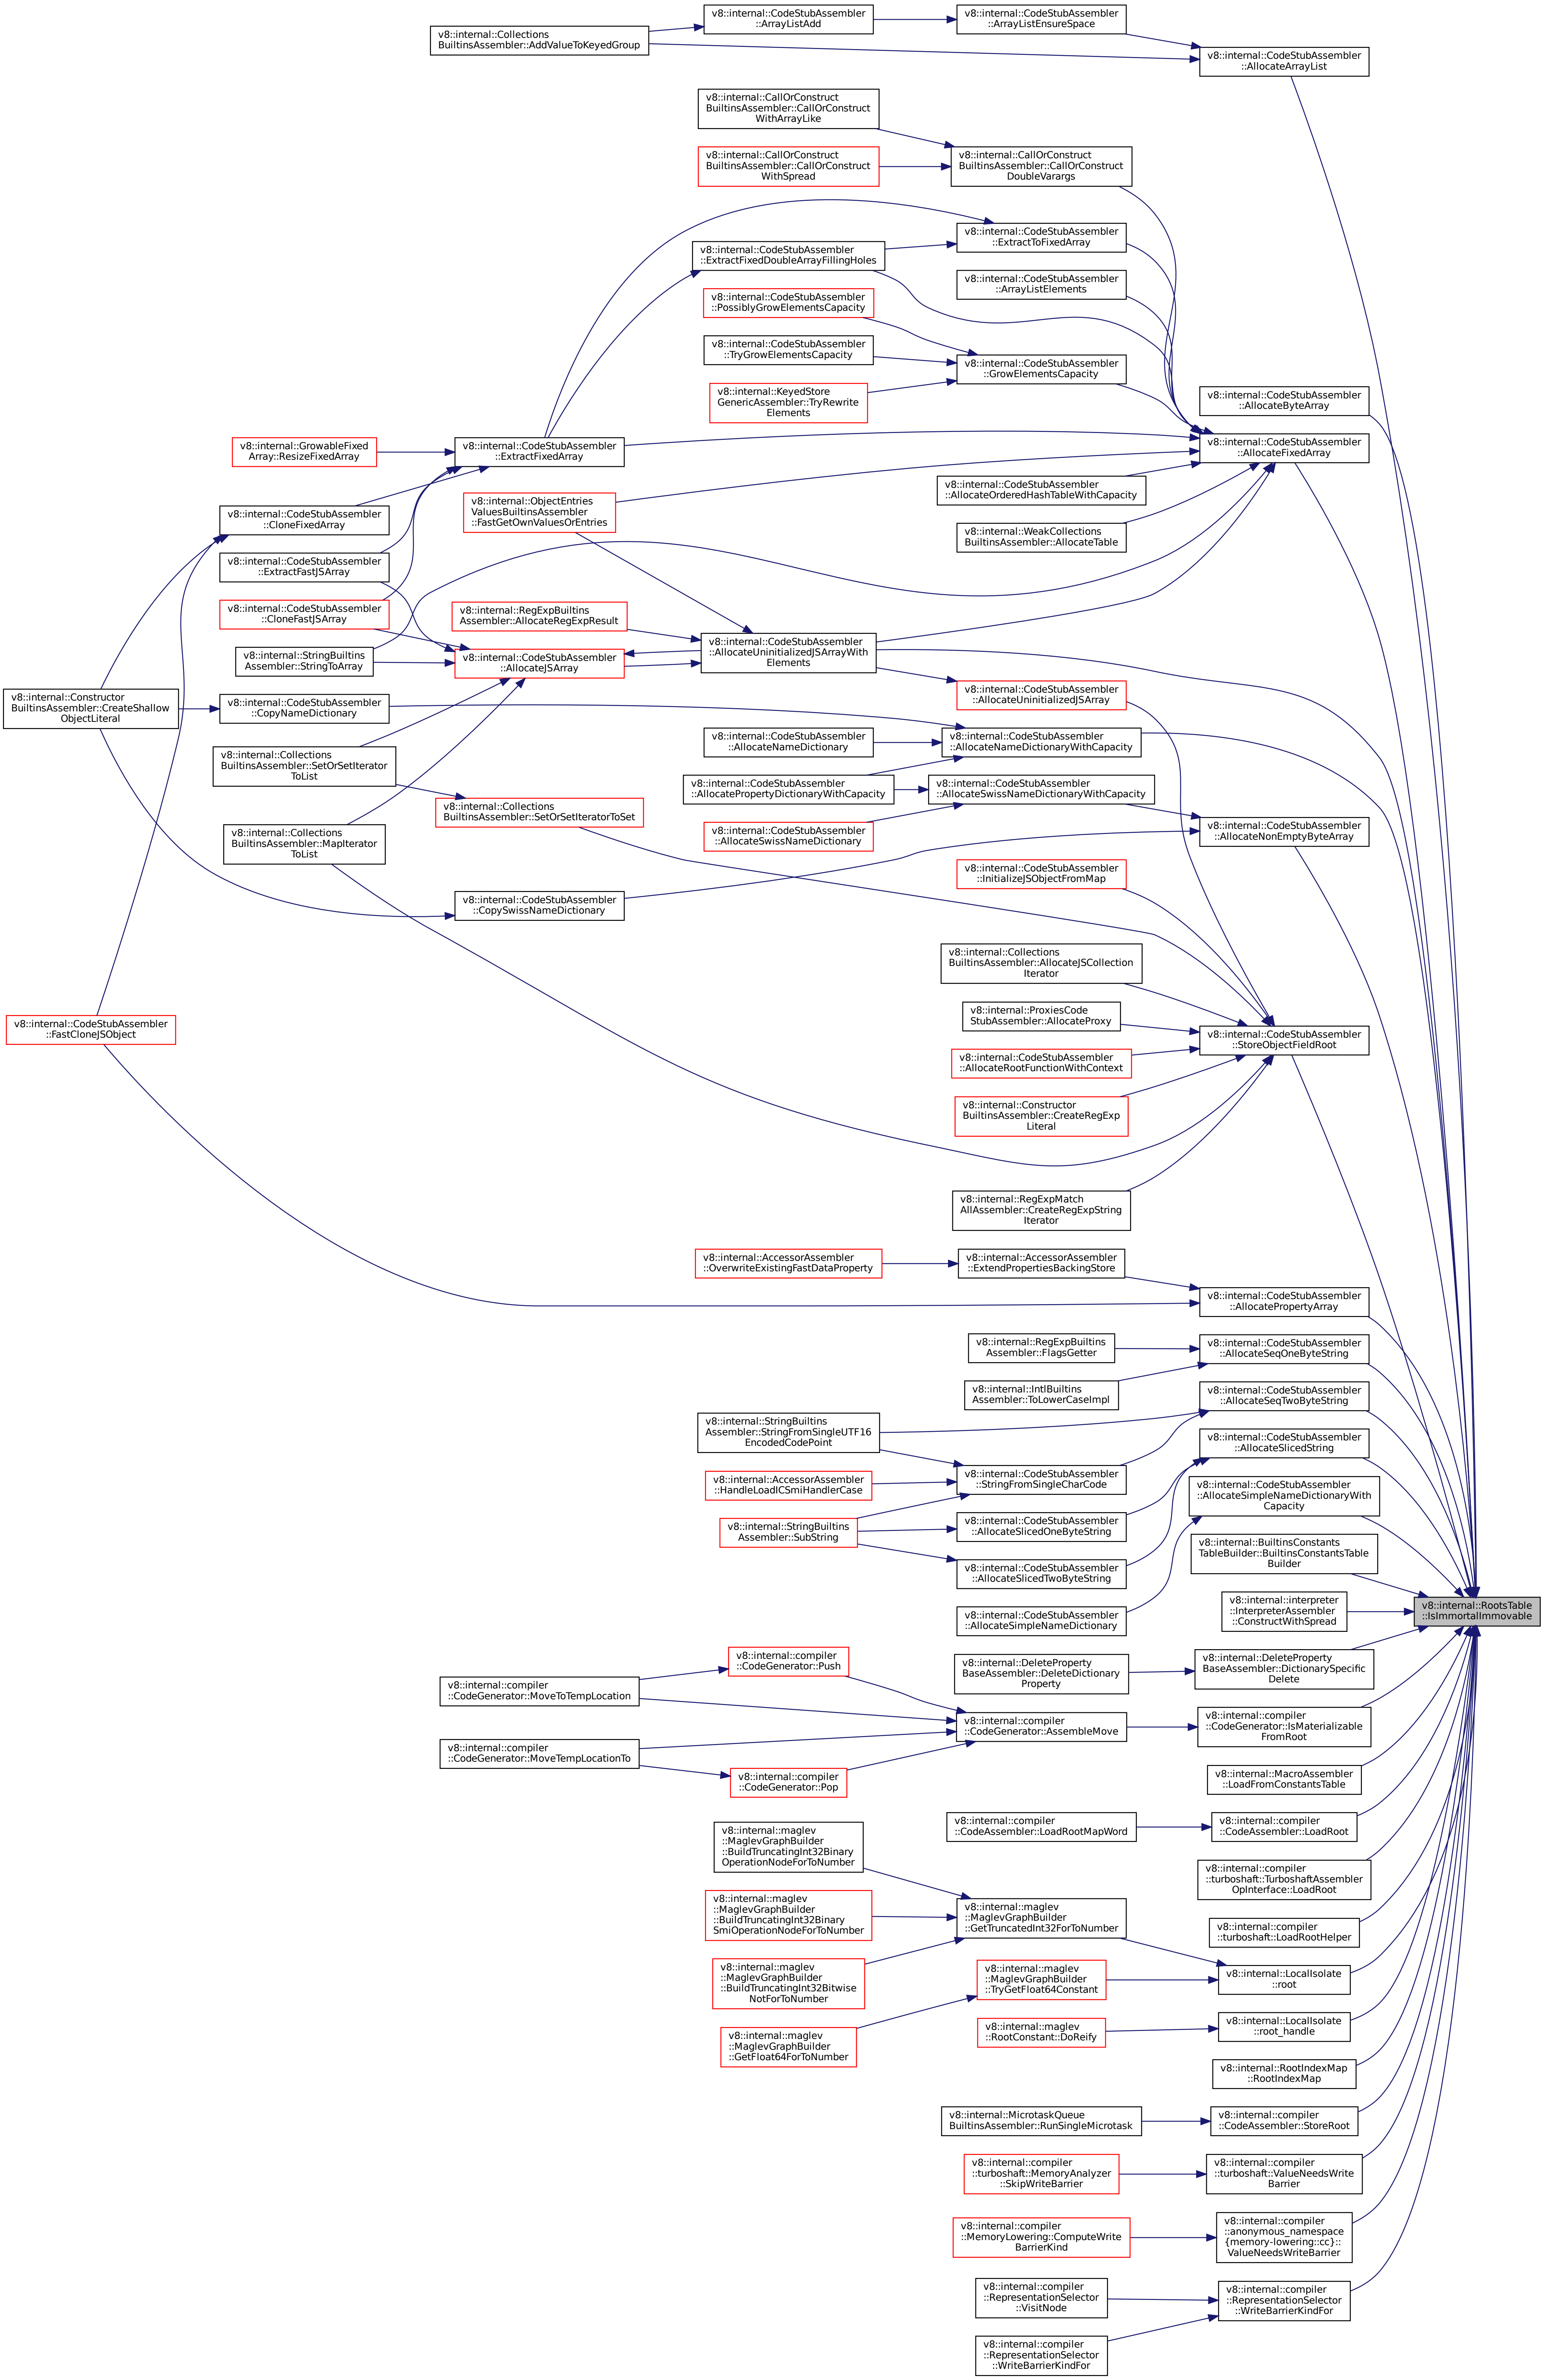 v8::internal::CodeStubAssembler
::ArrayListAdd
v8::internal::CodeStubAssembler
::ArrayListEnsureSpace
v8::internal::Collections
BuiltinsAssembler::AddValueToKeyedGroup
v8::internal::CodeStubAssembler
::AllocateArrayList
v8::internal::CallOrConstruct
BuiltinsAssembler::CallOrConstruct
WithArrayLike
v8::internal::CallOrConstruct
BuiltinsAssembler::CallOrConstruct
WithSpread
v8::internal::CallOrConstruct
BuiltinsAssembler::CallOrConstruct
DoubleVarargs
v8::internal::CodeStubAssembler
::ExtractToFixedArray
v8::internal::CodeStubAssembler
::ExtractFixedDoubleArrayFillingHoles
v8::internal::CodeStubAssembler
::ArrayListElements
v8::internal::CodeStubAssembler
::PossiblyGrowElementsCapacity
v8::internal::CodeStubAssembler
::TryGrowElementsCapacity
v8::internal::CodeStubAssembler
::GrowElementsCapacity
v8::internal::KeyedStore
GenericAssembler::TryRewrite
Elements
v8::internal::CodeStubAssembler
::AllocateByteArray
v8::internal::GrowableFixed
Array::ResizeFixedArray
v8::internal::CodeStubAssembler
::ExtractFixedArray
v8::internal::CodeStubAssembler
::AllocateFixedArray
v8::internal::CodeStubAssembler
::AllocateOrderedHashTableWithCapacity
v8::internal::ObjectEntries
ValuesBuiltinsAssembler
::FastGetOwnValuesOrEntries
v8::internal::CodeStubAssembler
::CloneFixedArray
v8::internal::WeakCollections
BuiltinsAssembler::AllocateTable
v8::internal::CodeStubAssembler
::ExtractFastJSArray
v8::internal::CodeStubAssembler
::CloneFastJSArray
v8::internal::RegExpBuiltins
Assembler::AllocateRegExpResult
v8::internal::StringBuiltins
Assembler::StringToArray
v8::internal::CodeStubAssembler
::AllocateJSArray
v8::internal::CodeStubAssembler
::AllocateUninitializedJSArrayWith
Elements
v8::internal::CodeStubAssembler
::AllocateUninitializedJSArray
v8::internal::Constructor
BuiltinsAssembler::CreateShallow
ObjectLiteral
v8::internal::CodeStubAssembler
::CopyNameDictionary
v8::internal::CodeStubAssembler
::AllocateNameDictionary
v8::internal::CodeStubAssembler
::AllocateNameDictionaryWithCapacity
v8::internal::Collections
BuiltinsAssembler::SetOrSetIterator
ToList
v8::internal::CodeStubAssembler
::AllocatePropertyDictionaryWithCapacity
v8::internal::CodeStubAssembler
::AllocateSwissNameDictionaryWithCapacity
v8::internal::Collections
BuiltinsAssembler::SetOrSetIteratorToSet
v8::internal::CodeStubAssembler
::AllocateSwissNameDictionary
v8::internal::CodeStubAssembler
::AllocateNonEmptyByteArray
v8::internal::Collections
BuiltinsAssembler::MapIterator
ToList
v8::internal::CodeStubAssembler
::InitializeJSObjectFromMap
v8::internal::CodeStubAssembler
::CopySwissNameDictionary
v8::internal::Collections
BuiltinsAssembler::AllocateJSCollection
Iterator
v8::internal::ProxiesCode
StubAssembler::AllocateProxy
v8::internal::CodeStubAssembler
::FastCloneJSObject
v8::internal::CodeStubAssembler
::StoreObjectFieldRoot
v8::internal::CodeStubAssembler
::AllocateRootFunctionWithContext
v8::internal::Constructor
BuiltinsAssembler::CreateRegExp
Literal
v8::internal::RegExpMatch
AllAssembler::CreateRegExpString
Iterator
v8::internal::AccessorAssembler
::OverwriteExistingFastDataProperty
v8::internal::AccessorAssembler
::ExtendPropertiesBackingStore
v8::internal::CodeStubAssembler
::AllocatePropertyArray
v8::internal::RegExpBuiltins
Assembler::FlagsGetter
v8::internal::CodeStubAssembler
::AllocateSeqOneByteString
v8::internal::IntlBuiltins
Assembler::ToLowerCaseImpl
v8::internal::CodeStubAssembler
::AllocateSeqTwoByteString
v8::internal::StringBuiltins
Assembler::StringFromSingleUTF16
EncodedCodePoint
v8::internal::CodeStubAssembler
::AllocateSlicedString
v8::internal::AccessorAssembler
::HandleLoadICSmiHandlerCase
v8::internal::CodeStubAssembler
::StringFromSingleCharCode
v8::internal::CodeStubAssembler
::AllocateSimpleNameDictionaryWith
Capacity
v8::internal::StringBuiltins
Assembler::SubString
v8::internal::CodeStubAssembler
::AllocateSlicedOneByteString
v8::internal::BuiltinsConstants
TableBuilder::BuiltinsConstantsTable
Builder
v8::internal::CodeStubAssembler
::AllocateSlicedTwoByteString
v8::internal::CodeStubAssembler
::AllocateSimpleNameDictionary
v8::internal::interpreter
::InterpreterAssembler
::ConstructWithSpread
v8::internal::RootsTable
::IsImmortalImmovable
v8::internal::compiler
::CodeGenerator::Push
v8::internal::DeleteProperty
BaseAssembler::DeleteDictionary
Property
v8::internal::DeleteProperty
BaseAssembler::DictionarySpecific
Delete
v8::internal::compiler
::CodeGenerator::MoveToTempLocation
v8::internal::compiler
::CodeGenerator::AssembleMove
v8::internal::compiler
::CodeGenerator::IsMaterializable
FromRoot
v8::internal::compiler
::CodeGenerator::MoveTempLocationTo
v8::internal::compiler
::CodeGenerator::Pop
v8::internal::MacroAssembler
::LoadFromConstantsTable
v8::internal::compiler
::CodeAssembler::LoadRootMapWord
v8::internal::compiler
::CodeAssembler::LoadRoot
v8::internal::maglev
::MaglevGraphBuilder
::BuildTruncatingInt32Binary
OperationNodeForToNumber
v8::internal::compiler
::turboshaft::TurboshaftAssembler
OpInterface::LoadRoot
v8::internal::maglev
::MaglevGraphBuilder
::BuildTruncatingInt32Binary
SmiOperationNodeForToNumber
v8::internal::maglev
::MaglevGraphBuilder
::GetTruncatedInt32ForToNumber
v8::internal::compiler
::turboshaft::LoadRootHelper
v8::internal::maglev
::MaglevGraphBuilder
::BuildTruncatingInt32Bitwise
NotForToNumber
v8::internal::maglev
::MaglevGraphBuilder
::TryGetFloat64Constant
v8::internal::LocalIsolate
::root
v8::internal::maglev
::MaglevGraphBuilder
::GetFloat64ForToNumber
v8::internal::maglev
::RootConstant::DoReify
v8::internal::LocalIsolate
::root_handle
v8::internal::RootIndexMap
::RootIndexMap
v8::internal::MicrotaskQueue
BuiltinsAssembler::RunSingleMicrotask
v8::internal::compiler
::CodeAssembler::StoreRoot
v8::internal::compiler
::turboshaft::MemoryAnalyzer
::SkipWriteBarrier
v8::internal::compiler
::turboshaft::ValueNeedsWrite
Barrier
v8::internal::compiler
::MemoryLowering::ComputeWrite
BarrierKind
v8::internal::compiler
::anonymous_namespace
{memory-lowering::cc}::
ValueNeedsWriteBarrier
v8::internal::compiler
::RepresentationSelector
::VisitNode
v8::internal::compiler
::RepresentationSelector
::WriteBarrierKindFor
v8::internal::compiler
::RepresentationSelector
::WriteBarrierKindFor